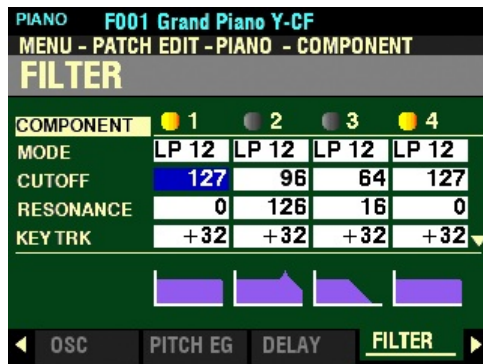 PIANO F001 Grand Piano Y-CF
MENU - PATCH EDIT - PIANO - COMPONENT
FILTER
COMPONENT 1 2 3 4
MODE LP 12 LP 12 LP 12 LP 12
CUTOFF 127 96 64 127
RESONANCE 0 126 16 0
KEY TRK +32 +32 +32 +32
OSC PITCH EG DELAY FILTER